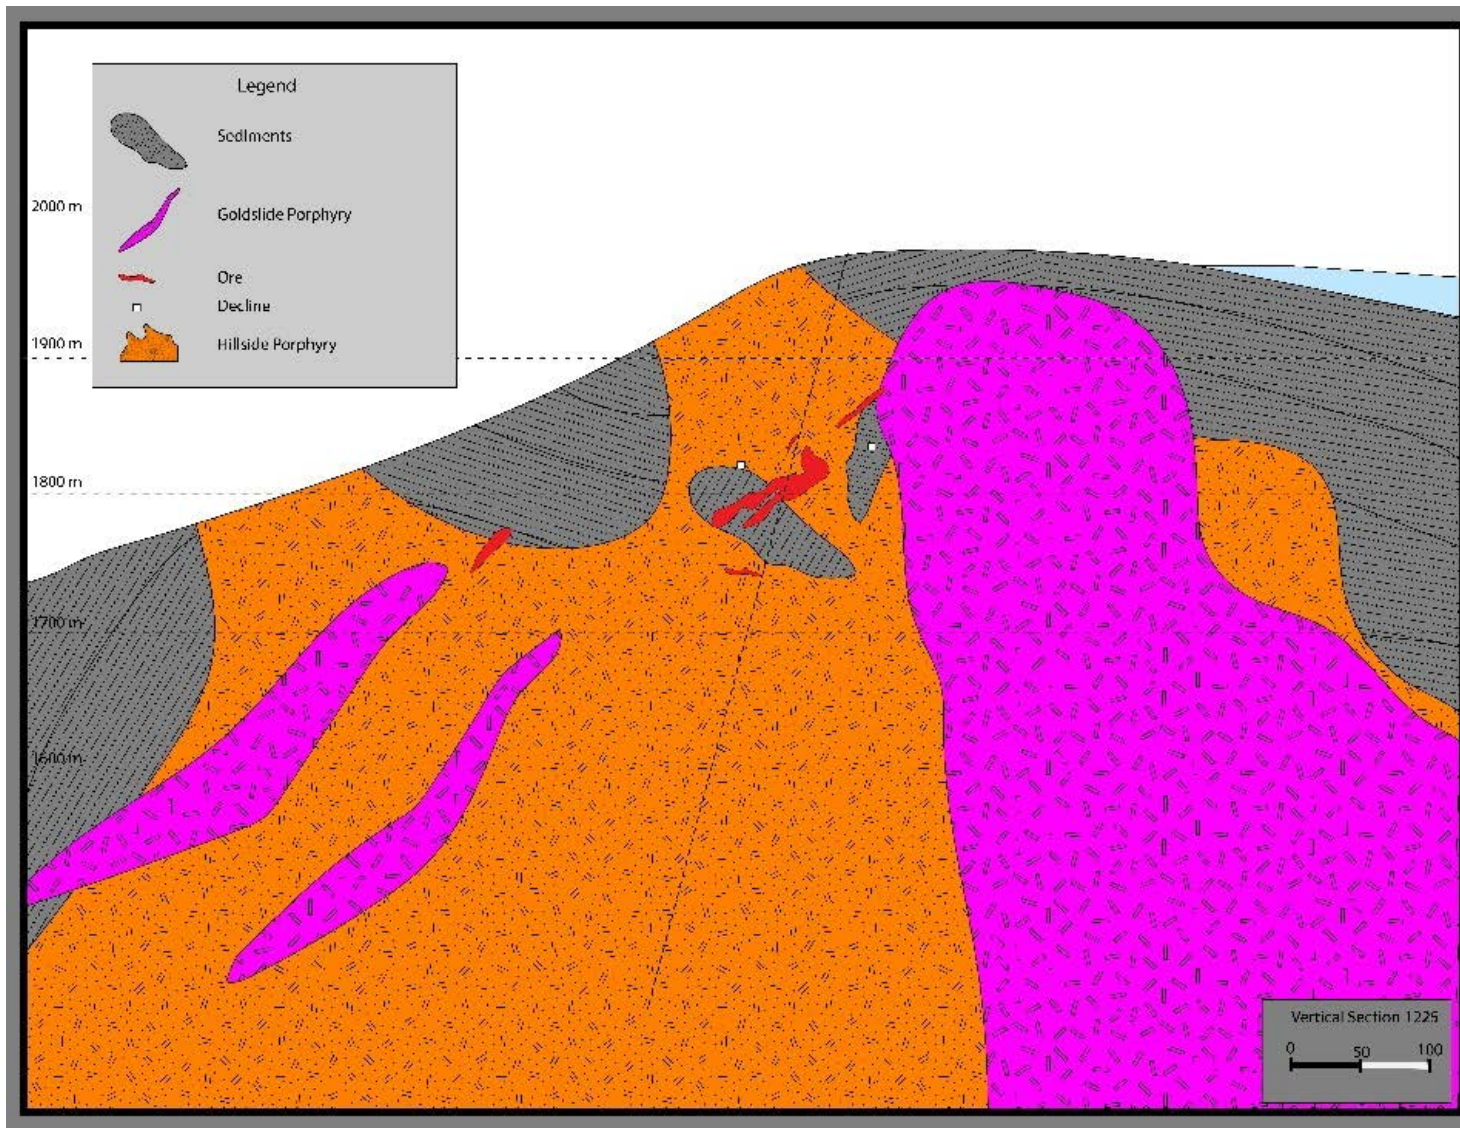 Legend
Sediments
Goldslide Porphyry
Ore
Decline
Hillside Porphyry
2000 m
1900 m
1800 m
1700 m
1600 m
Vertical Section 1225
0 50 100